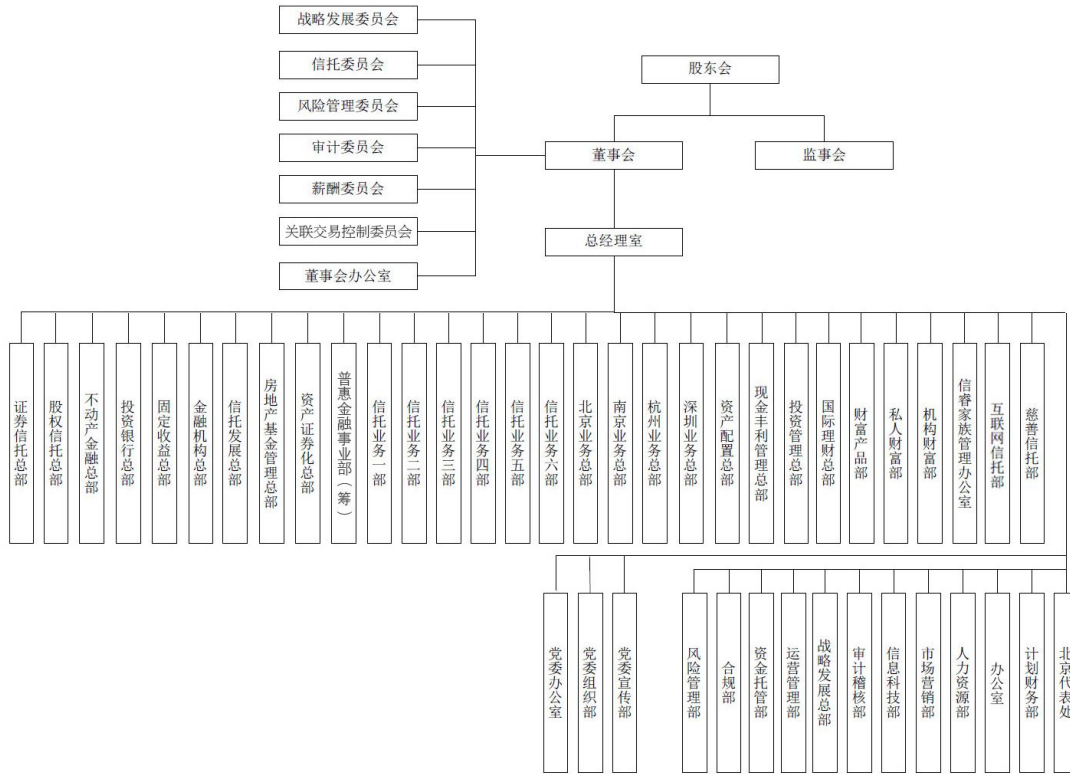 战略发展委员会
信托委员会
股东会
风险管理委员会
审计委员会
董事会
监事会
薪酬委员会
关联交易控制委员会
总经理室
董事会办公室
证券信托总部
股权信托总部
不动产金融总部
投资银行总部
固定收益总部
金融机构总部
信托发展总部
房地产基金管理总部
资产证券化总部
普惠金融事业部（筹）
信托业务一部
信托业务二部
信托业务三部
信托业务四部
信托业务五部
信托业务六部
北京业务总部
南京业务总部
杭州业务总部
深圳业务总部
资产配置总部
现金丰利管理总部
投资管理总部
国际理财总部
财富产品部
私人财富部
机构财富部
信睿家族管理办公室
互联网信托部
慈善信托部
党委办公室
党委组织部
党委宣传部
风险管理部
合规部
资金托管部
运营管理部
战略发展总部
审计稽核部
信息科技部
市场营销部
人力资源部
办公室
计划财务部
北京代表处